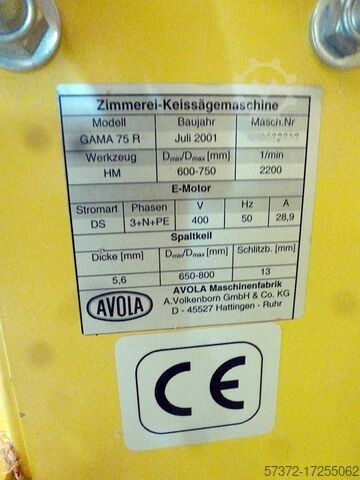 Zimmerei-Keissägemaschine
Modell Baujahr Masch.Nr
GAMA 75 R Juli 2001
Werkzeug Dmin/Dmax [mm] 1/min
HM 600-750 2200
E-Motor
Stromart Phasen V Hz A
DS 3+N+PE 400 50 28,9
Spaltkeil
Dicke [mm] Dmin/Dmax [mm] Schlitzb. [mm]
5,6 650-800 13
AVOLA
AVOLA Maschinenfabrik
A.Volkenborn GmbH & Co. KG
D - 45527 Hattingen - Ruhr
CE
57372-17255062